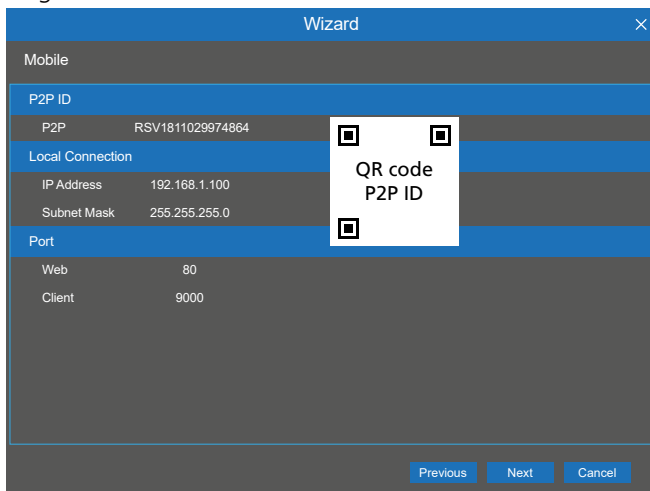 Wizard
Mobile
P2P ID
P2P RSV1811029974864
Local Connection
IP Address 192.168.1.100
Subnet Mask 255.255.255.0
Port
Web 80
Client 9000
QR code
P2P ID
Previous Next Cancel